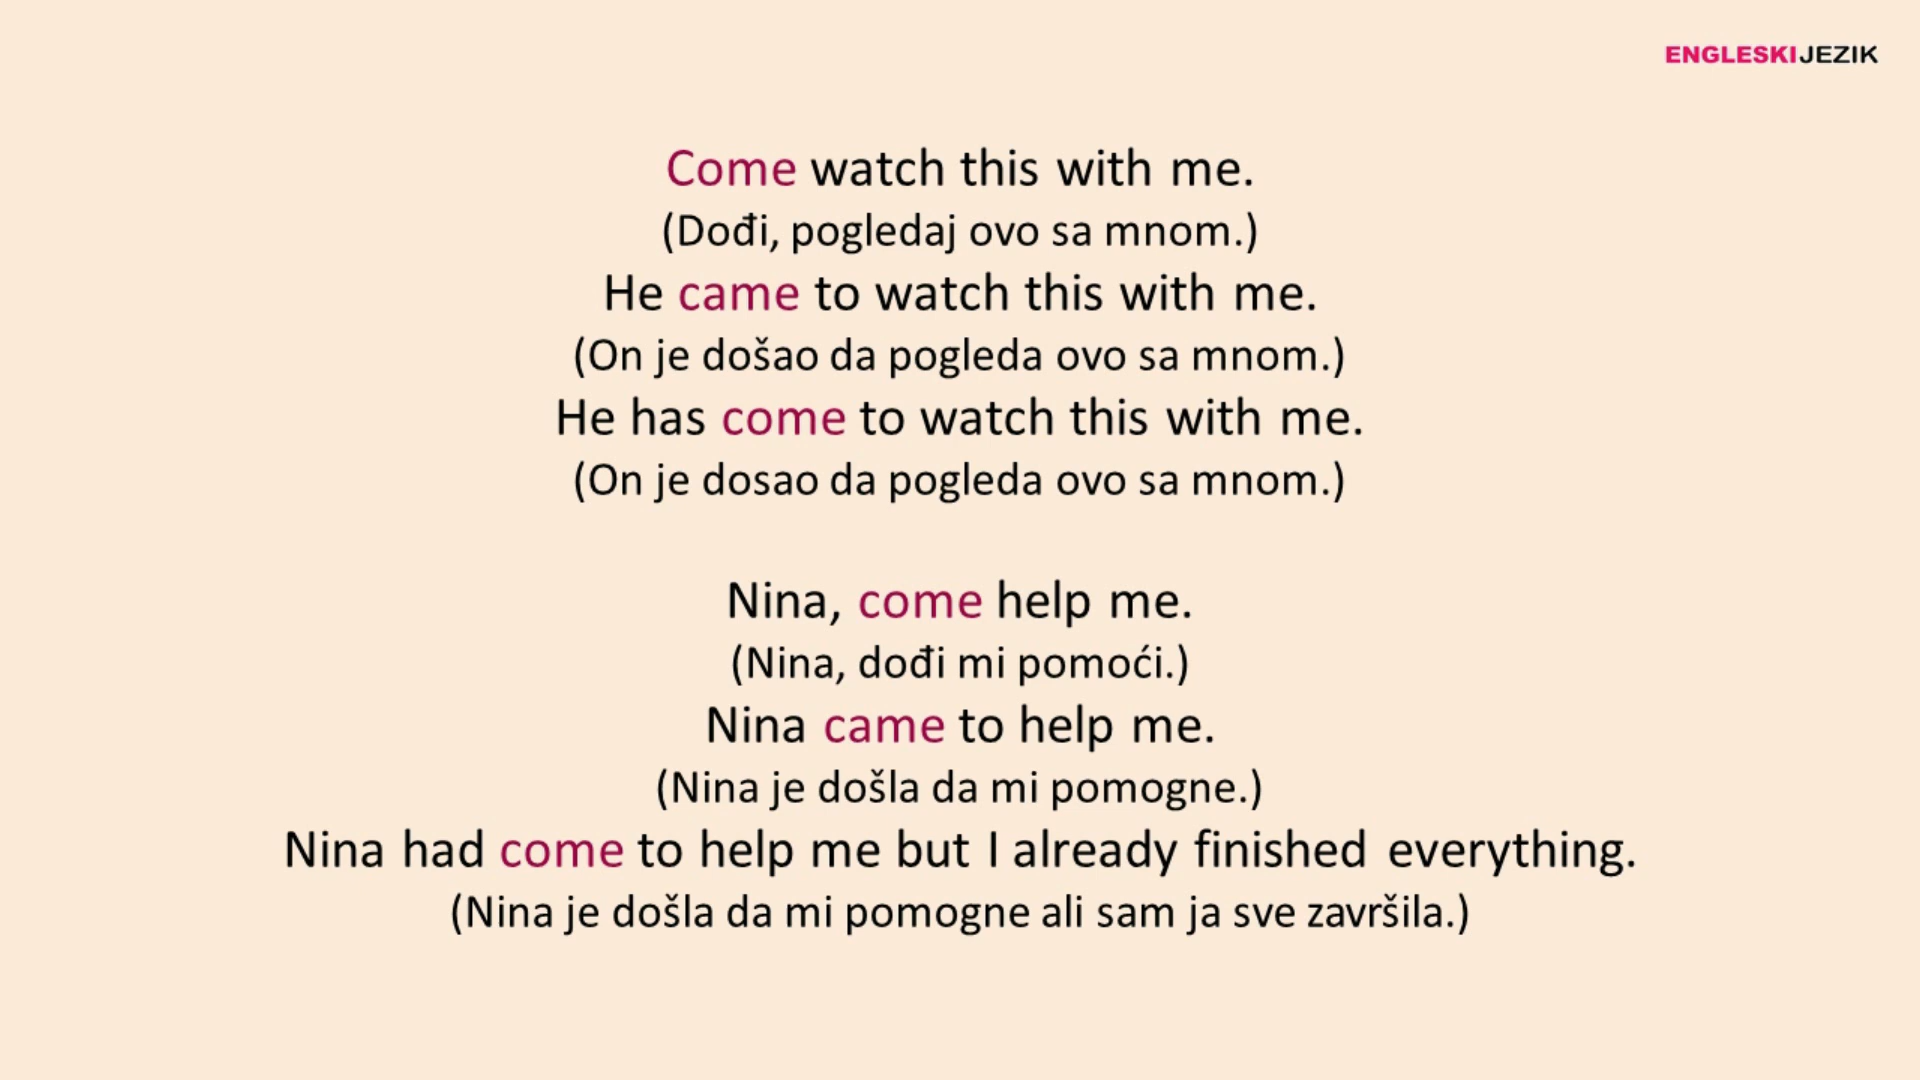 ENGLESKIJEZIK
Come watch this with me.
(Dođi, pogledaj ovo sa mnom.)
He came to watch this with me.
(On je došao da pogleda ovo sa mnom.)
He has come to watch this with me.
(On je dosao da pogleda ovo sa mnom.)
Nina, come help me.
(Nina, dođi mi pomoći.)
Nina came to help me.
(Nina je došla da mi pomogne.)
Nina had come to help me but I already finished everything.
(Nina je došla da mi pomogne ali sam ja sve završila.)